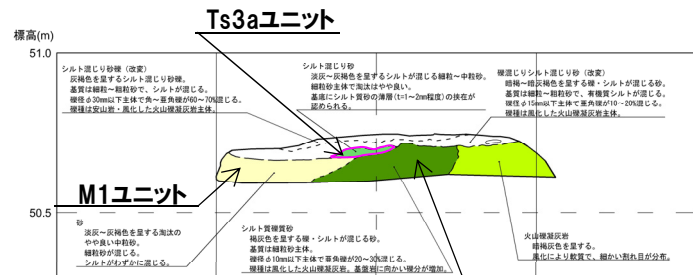 Ts3aユニット
標高(m)
51.0
シルト混じり砂礫（改変）
灰褐色を呈するシルト混じり砂礫。
基質は細粒～粗粒砂で、シルトが混じる。
礫径φ30mm以下主体で角～亜角礫が60～70%混じる。
礫種は安山岩・風化した火山礫凝灰岩主体。
シルト混じり砂
淡灰～灰褐色を呈するシルトが混じる細粒～中粒砂。
細粒砂主体で淘汰はやや良い。
基底にシルト質砂の薄層(t=1～2mm程度)の挟在が
認められる。
礫混じりシルト混じり砂（改変）
暗褐～暗灰褐色を呈する礫・シルトが混じる砂。
基質は細粒～粗粒砂で、有機質シルトが混じる。
礫径φ15mm以下主体で亜角礫が10～20%混じる。
礫種は風化した火山礫凝灰岩主体。
M1ユニット
50.5
砂
淡灰～灰褐色を呈する淘汰の
やや良い中粒砂。
細粒砂が混じる。
シルトがわずかに混じる。
シルト質礫質砂
褐灰色を呈する礫・シルトが混じる砂。
基質は細粒砂主体。
礫径φ10mm以下主体で亜角礫が20～30%混じる。
礫種は風化した火山礫凝灰岩。基盤岩に向かい礫分が増加。
火山礫凝灰岩
暗褐灰色を呈する。
風化により軟質で、細かい割れ目が分布。